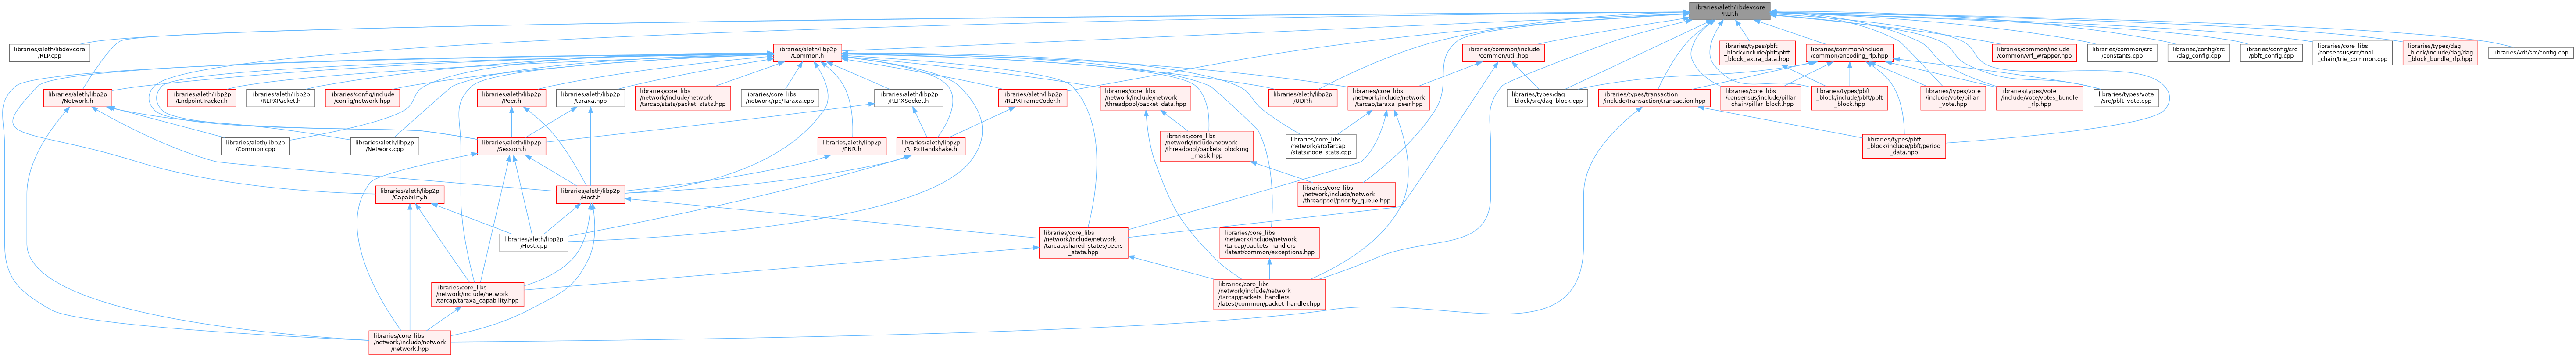 libraries/aleth/libdevcore
/RLP.h
libraries/aleth/libdevcore
/RLP.cpp
libraries/aleth/libp2p
/Common.h
libraries/common/include
/common/util.hpp
libraries/types/pbft
_block/include/pbft/pbft
_block_extra_data.hpp
libraries/common/include
/common/encoding_rlp.hpp
libraries/common/include
/common/vrf_wrapper.hpp
libraries/common/src
/constants.cpp
libraries/config/src
/dag_config.cpp
libraries/config/src
/pbft_config.cpp
libraries/core_libs
/consensus/src/final
_chain/trie_common.cpp
libraries/types/dag
_block/include/dag/dag
_block_bundle_rlp.hpp
libraries/vdf/src/config.cpp
libraries/aleth/libp2p
/Network.h
libraries/aleth/libp2p
/EndpointTracker.h
libraries/aleth/libp2p
/RLPXPacket.h
libraries/config/include
/config/network.hpp
libraries/aleth/libp2p
/Peer.h
libraries/aleth/libp2p
/taraxa.hpp
libraries/core_libs
/network/include/network
/tarcap/stats/packet_stats.hpp
libraries/core_libs
/network/rpc/Taraxa.cpp
libraries/aleth/libp2p
/RLPXSocket.h
libraries/aleth/libp2p
/RLPXFrameCoder.h
libraries/core_libs
/network/include/network
/threadpool/packet_data.hpp
libraries/aleth/libp2p
/UDP.h
libraries/core_libs
/network/include/network
/tarcap/taraxa_peer.hpp
libraries/types/dag
_block/src/dag_block.cpp
libraries/types/transaction
/include/transaction/transaction.hpp
libraries/core_libs
/consensus/include/pillar
_chain/pillar_block.hpp
libraries/types/pbft
_block/include/pbft/pbft
_block.hpp
libraries/types/vote
/include/vote/pillar
_vote.hpp
libraries/types/vote
/include/vote/votes_bundle
_rlp.hpp
libraries/types/vote
/src/pbft_vote.cpp
libraries/aleth/libp2p
/Common.cpp
libraries/aleth/libp2p
/Network.cpp
libraries/aleth/libp2p
/Session.h
libraries/aleth/libp2p
/ENR.h
libraries/aleth/libp2p
/RLPxHandshake.h
libraries/core_libs
/network/include/network
/threadpool/packets_blocking
_mask.hpp
libraries/core_libs
/network/src/tarcap
/stats/node_stats.cpp
libraries/types/pbft
_block/include/pbft/period
_data.hpp
libraries/aleth/libp2p
/Capability.h
libraries/aleth/libp2p
/Host.h
libraries/core_libs
/network/include/network
/threadpool/priority_queue.hpp
libraries/aleth/libp2p
/Host.cpp
libraries/core_libs
/network/include/network
/tarcap/shared_states/peers
_state.hpp
libraries/core_libs
/network/include/network
/tarcap/packets_handlers
/latest/common/exceptions.hpp
libraries/core_libs
/network/include/network
/tarcap/taraxa_capability.hpp
libraries/core_libs
/network/include/network
/tarcap/packets_handlers
/latest/common/packet_handler.hpp
libraries/core_libs
/network/include/network
/network.hpp